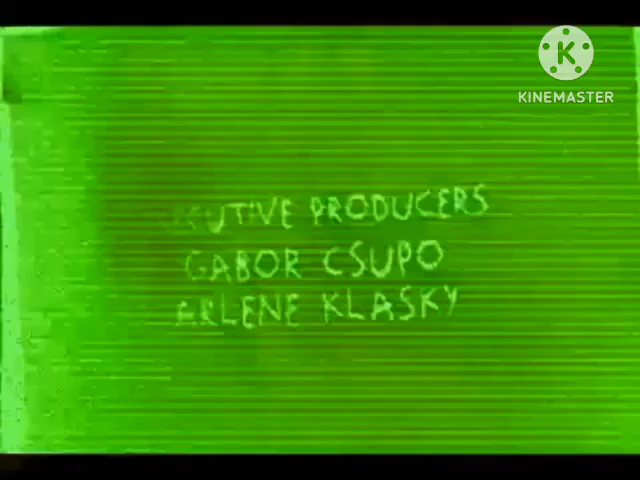 KINEMASTER
PRODUCERS
GABOR CSUPO
ARLENE KLASKY